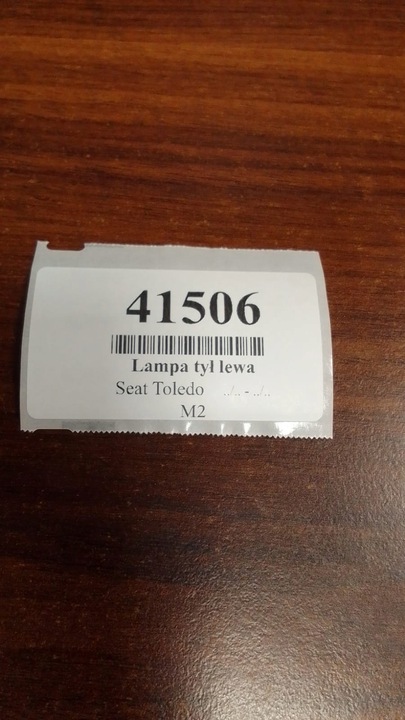 41506
Lampa tył lewa
Seat Toledo ../.. - ../..
M2